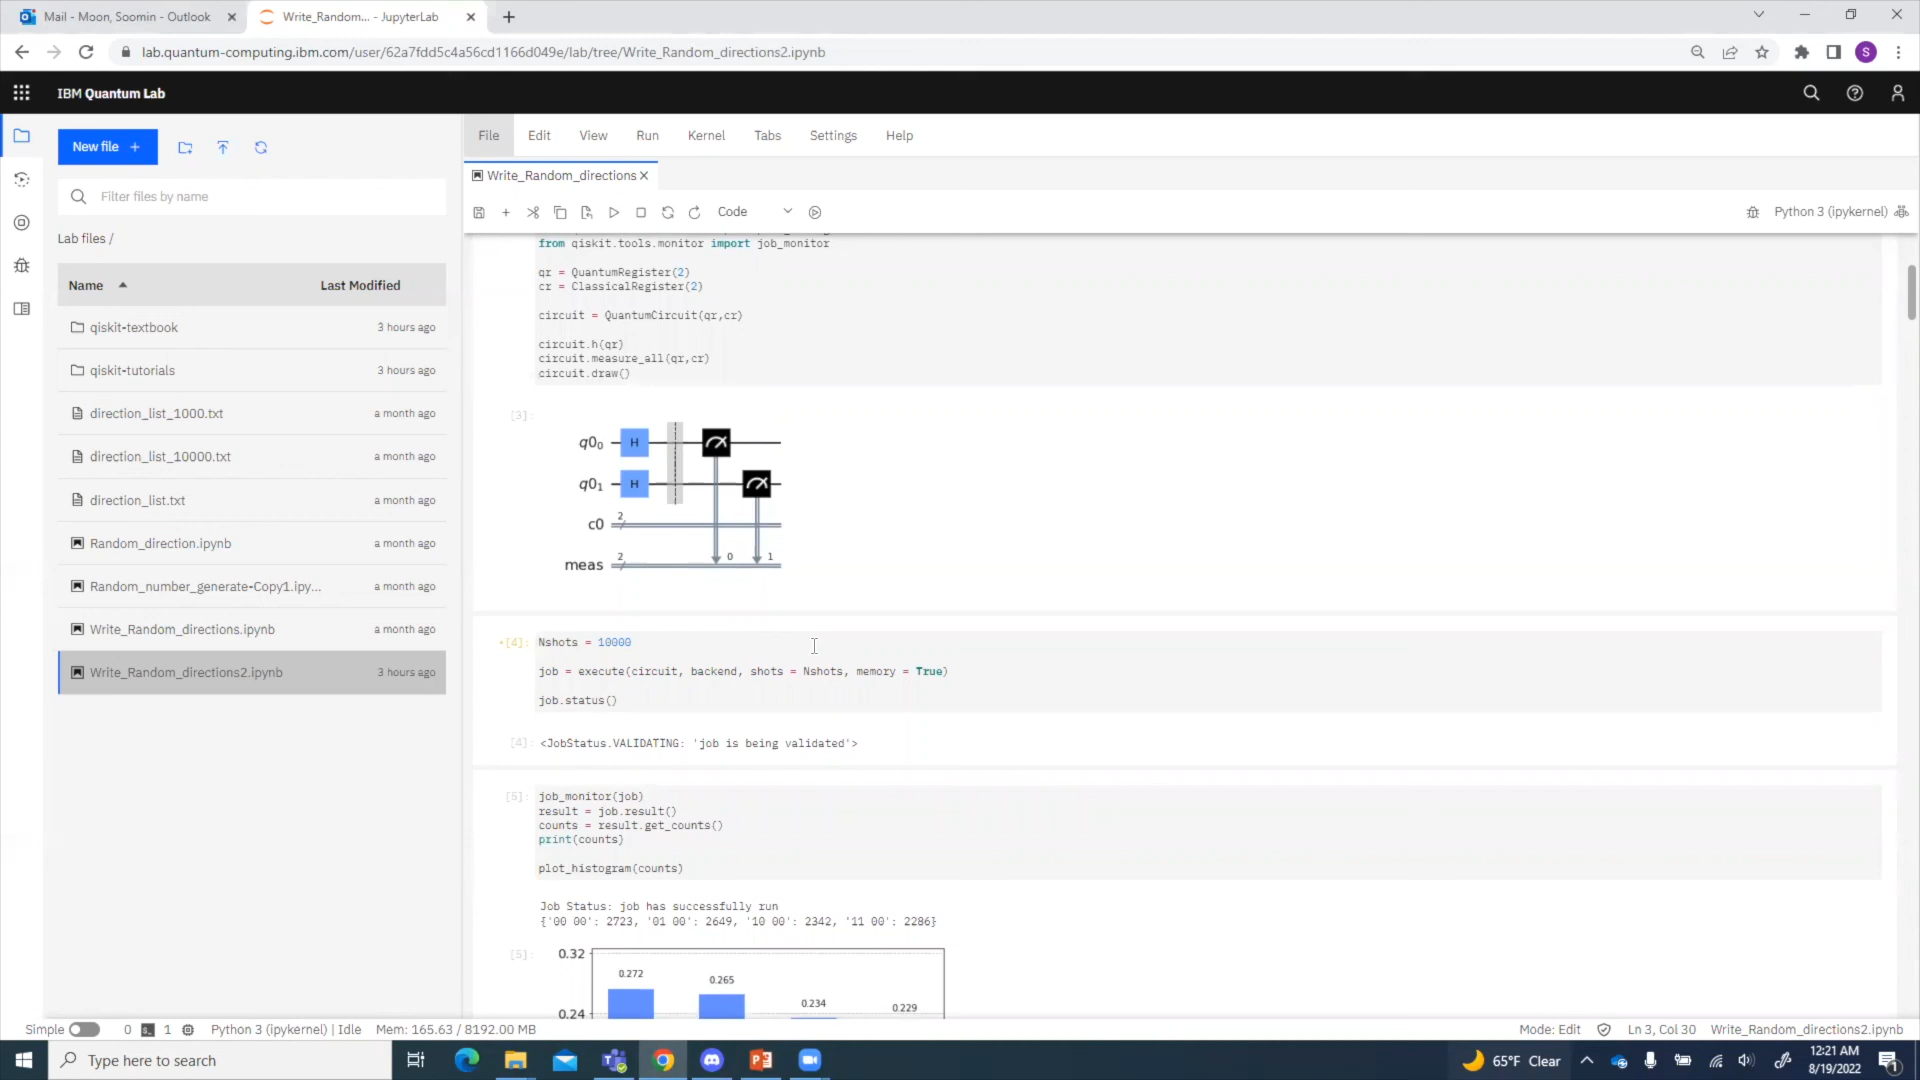 Mail - Moon, Soomin - Outlook
Write_Random... - JupyterLab
lab.quantum-computing.ibm.com/user/62a7fdd5c4a56cd1166d049e/lab/tree/Write_Random_directions2.ipynb
S
IBM Quantum Lab
New file +
Filter files by name
Lab files /
Name Last Modified
qiskit-textbook 3 hours ago
qiskit-tutorials 3 hours ago
direction_list_1000.txt a month ago
direction_list_10000.txt a month ago
direction_list.txt a month ago
Random_direction.ipynb a month ago
Random_number_generate-Copy1.ipy... a month ago
Write_Random_directions.ipynb a month ago
Write_Random_directions2.ipynb 3 hours ago
File Edit View Run Kernel Tabs Settings Help
Write_Random_directions
Code
Python 3 (ipykernel)
from qiskit.tools.monitor import job_monitor
qr = QuantumRegister(2)
cr = ClassicalRegister(2)
circuit = QuantumCircuit(qr,cr)
circuit.h(qr)
circuit.measure_all(qr,cr)
circuit.draw()
[3]:
q0₀ H
q0₁ H
c0 2
meas 2 0 1
[4]: Nshots = 10000
job = execute(circuit, backend, shots = Nshots, memory = True)
job.status()
[4]: <JobStatus.VALIDATING: 'job is being validated'>
[5]: job_monitor(job)
result = job.result()
counts = result.get_counts()
print(counts)
plot_histogram(counts)
Job Status: job has successfully run
{'00 00': 2723, '01 00': 2649, '10 00': 2342, '11 00': 2286}
[5]: 0.32
0.272 0.265 0.234 0.229
0.24
Simple 0 1 Python 3 (ipykernel) | Idle Mem: 165.63 / 8192.00 MB
Mode: Edit Ln 3, Col 30 Write_Random_directions2.ipynb
Type here to search
65°F Clear
12:21 AM
8/19/2022
1